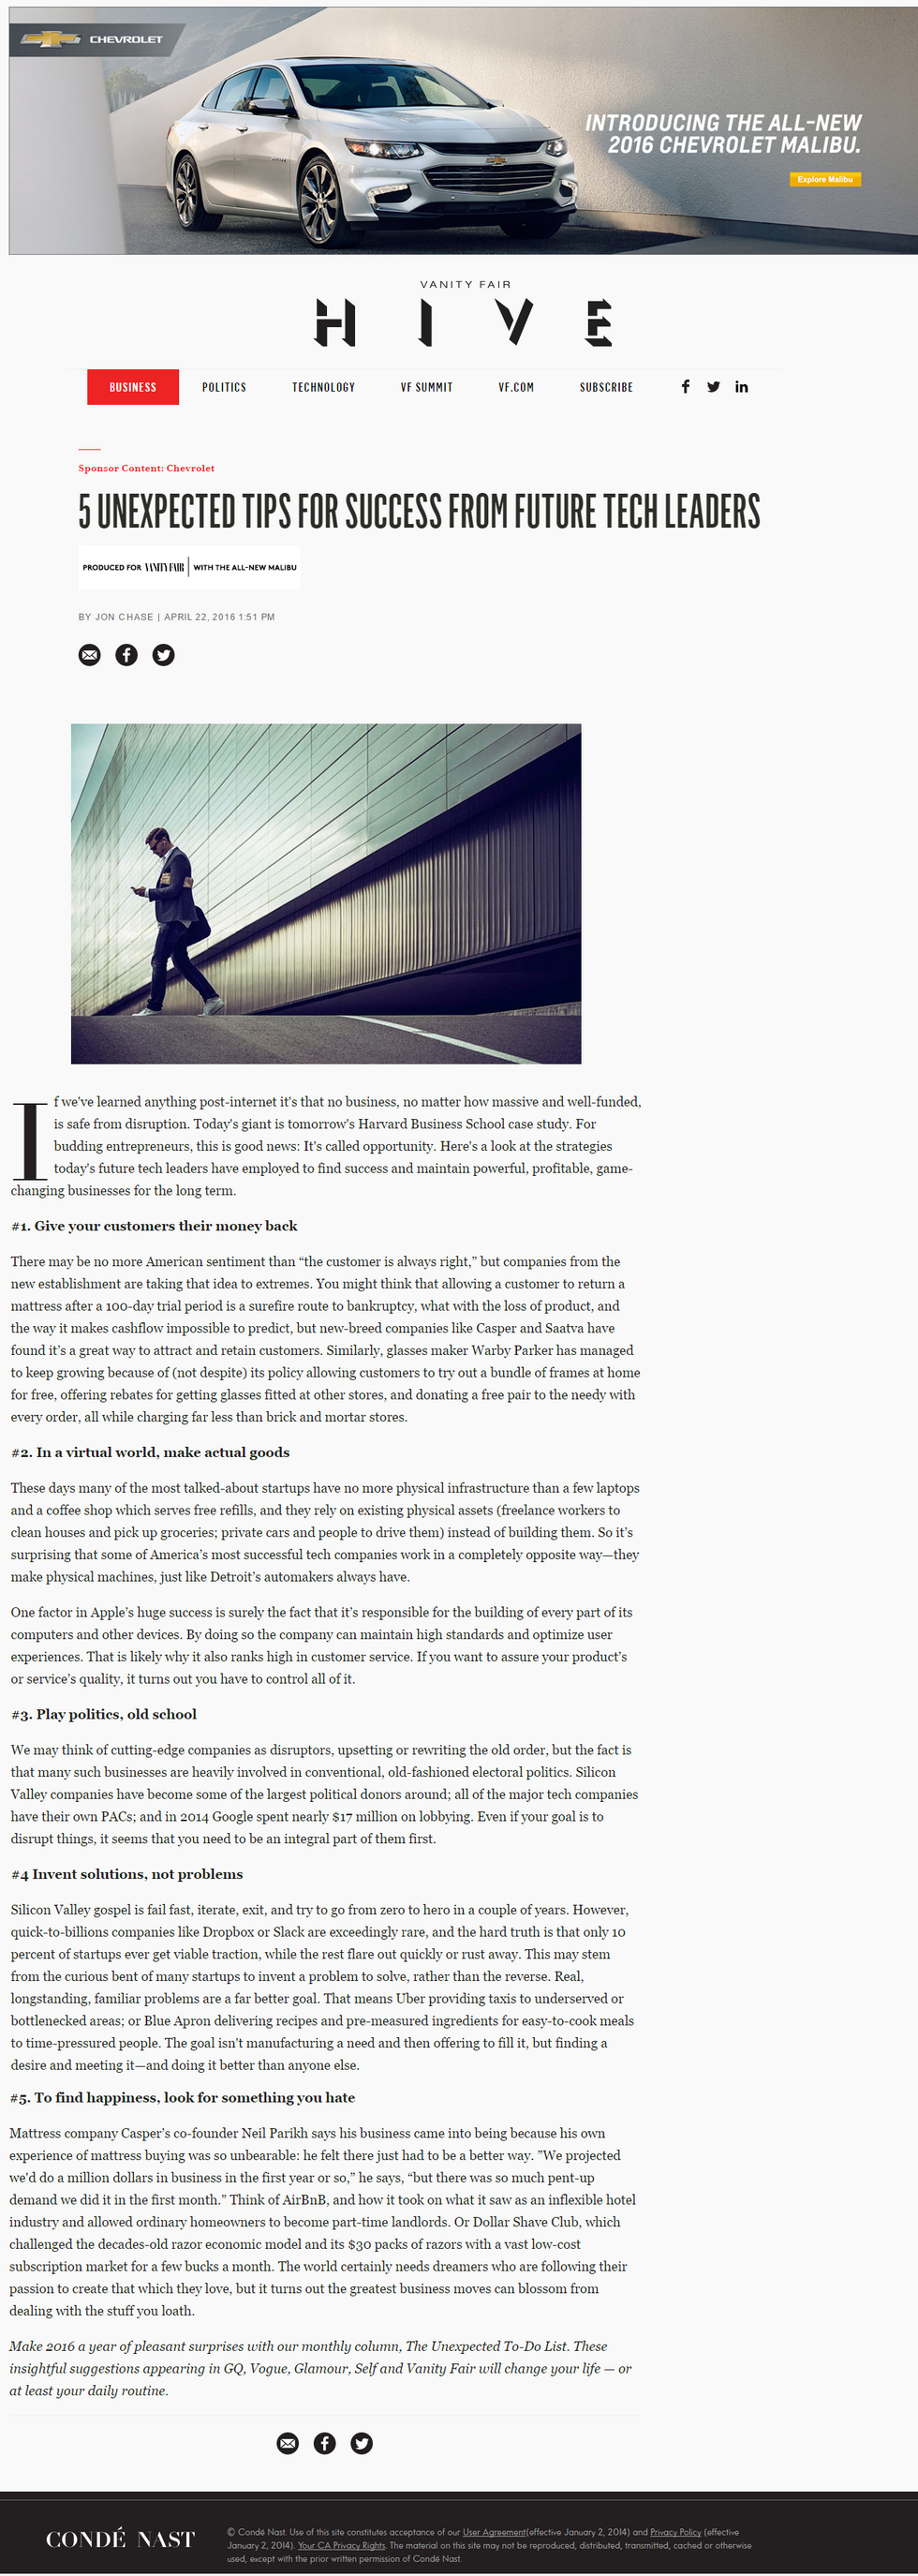 CHEVROLET
INTRODUCING THE ALL-NEW
2016 CHEVROLET MALIBU.
Explore Malibu
VANITY FAIR
HIVE
BUSINESS POLITICS TECHNOLOGY VF SUMMIT VF.COM SUBSCRIBE
Sponsor Content: Chevrolet
5 UNEXPECTED TIPS FOR SUCCESS FROM FUTURE TECH LEADERS
PRODUCED FOR VANITY FAIR | WITH THE ALL-NEW MALIBU
BY JON CHASE | APRIL 22, 2016 1:51 PM
If we've learned anything post-internet it's that no business, no matter how massive and well-funded,
is safe from disruption. Today's giant is tomorrow's Harvard Business School case study. For
budding entrepreneurs, this is good news: It's called opportunity. Here's a look at the strategies
today's future tech leaders have employed to find success and maintain powerful, profitable, game-
changing businesses for the long term.
#1. Give your customers their money back
There may be no more American sentiment than “the customer is always right,” but companies from the
new establishment are taking that idea to extremes. You might think that allowing a customer to return a
mattress after a 100-day trial period is a surefire route to bankruptcy, what with the loss of product, and
the way it makes cashflow impossible to predict, but new-breed companies like Casper and Saatva have
found it’s a great way to attract and retain customers. Similarly, glasses maker Warby Parker has managed
to keep growing because of (not despite) its policy allowing customers to try out a bundle of frames at home
for free, offering rebates for getting glasses fitted at other stores, and donating a free pair to the needy with
every order, all while charging far less than brick and mortar stores.
#2. In a virtual world, make actual goods
These days many of the most talked-about startups have no more physical infrastructure than a few laptops
and a coffee shop which serves free refills, and they rely on existing physical assets (freelance workers to
clean houses and pick up groceries; private cars and people to drive them) instead of building them. So it’s
surprising that some of America’s most successful tech companies work in a completely opposite way—they
make physical machines, just like Detroit’s automakers always have.
One factor in Apple’s huge success is surely the fact that it’s responsible for the building of every part of its
computers and other devices. By doing so the company can maintain high standards and optimize user
experiences. That is likely why it also ranks high in customer service. If you want to assure your product’s
or service’s quality, it turns out you have to control all of it.
#3. Play politics, old school
We may think of cutting-edge companies as disruptors, upsetting or rewriting the old order, but the fact is
that many such businesses are heavily involved in conventional, old-fashioned electoral politics. Silicon
Valley companies have become some of the largest political donors around; all of the major tech companies
have their own PACs; and in 2014 Google spent nearly $17 million on lobbying. Even if your goal is to
disrupt things, it seems that you need to be an integral part of them first.
#4 Invent solutions, not problems
Silicon Valley gospel is fail fast, iterate, exit, and try to go from zero to hero in a couple of years. However,
quick-to-billions companies like Dropbox or Slack are exceedingly rare, and the hard truth is that only 10
percent of startups ever get viable traction, while the rest flare out quickly or rust away. This may stem
from the curious bent of many startups to invent a problem to solve, rather than the reverse. Real,
longstanding, familiar problems are a far better goal. That means Uber providing taxis to underserved or
bottlenecked areas; or Blue Apron delivering recipes and pre-measured ingredients for easy-to-cook meals
to time-pressured people. The goal isn't manufacturing a need and then offering to fill it, but finding a
desire and meeting it—and doing it better than anyone else.
#5. To find happiness, look for something you hate
Mattress company Casper’s co-founder Neil Parikh says his business came into being because his own
experience of mattress buying was so unbearable: he felt there just had to be a better way. ”We projected
we'd do a million dollars in business in the first year or so,” he says, “but there was so much pent-up
demand we did it in the first month.” Think of AirBnB, and how it took on what it saw as an inflexible hotel
industry and allowed ordinary homeowners to become part-time landlords. Or Dollar Shave Club, which
challenged the decades-old razor economic model and its $30 packs of razors with a vast low-cost
subscription market for a few bucks a month. The world certainly needs dreamers who are following their
passion to create that which they love, but it turns out the greatest business moves can blossom from
dealing with the stuff you loath.
Make 2016 a year of pleasant surprises with our monthly column, The Unexpected To-Do List. These
insightful suggestions appearing in GQ, Vogue, Glamour, Self and Vanity Fair will change your life — or
at least your daily routine.
CONDÉ NAST
© Condé Nast. Use of this site constitutes acceptance of our User Agreement(effective January 2, 2014) and Privacy Policy (effective
January 2, 2014). Your CA Privacy Rights. The material on this site may not be reproduced, distributed, transmitted, cached or otherwise
used, except with the prior written permission of Condé Nast.